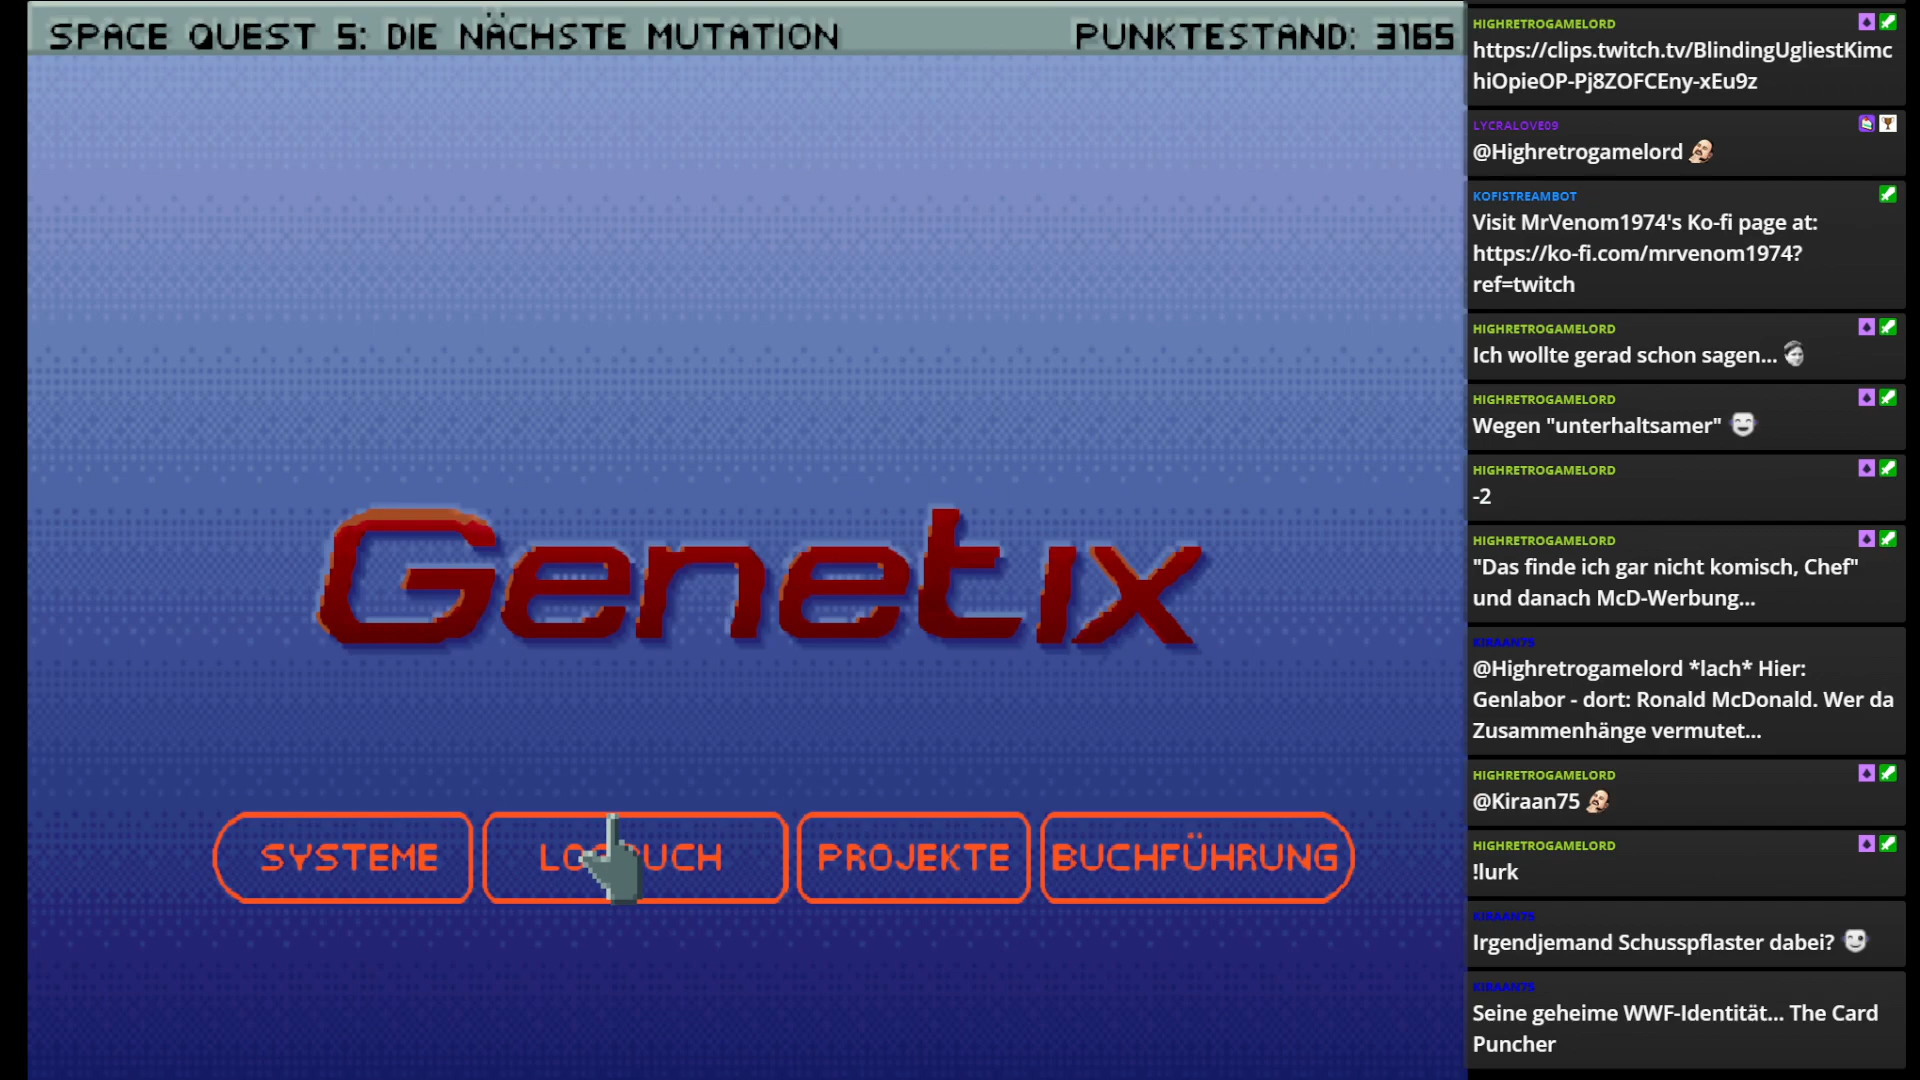 SPACE QUEST 5: DIE NÄCHSTE MUTATION PUNKTESTAND: 3165
Genetix
SYSTEME LOGBUCH PROJEKTE BUCHFÜHRUNG
HIGHRETROGAMELORD
https://clips.twitch.tv/BlindingUgliestKimc
hiOpieOP-Pj8ZOFCEny-xEu9z
LYCRALOVE09
@Highretrogamelord
KOFISTREAMBOT
Visit MrVenom1974's Ko-fi page at:
https://ko-fi.com/mrvenom1974?
ref=twitch
HIGHRETROGAMELORD
Ich wollte gerad schon sagen...
HIGHRETROGAMELORD
Wegen "unterhaltsamer"
HIGHRETROGAMELORD
-2
HIGHRETROGAMELORD
"Das finde ich gar nicht komisch, Chef"
und danach McD-Werbung...
KIRAAN75
@Highretrogamelord *lach* Hier:
Genlabor - dort: Ronald McDonald. Wer da
Zusammenhänge vermutet...
HIGHRETROGAMELORD
@Kiraan75
HIGHRETROGAMELORD
!lurk
KIRAAN75
Irgendjemand Schusspflaster dabei?
KIRAAN75
Seine geheime WWF-Identität... The Card
Puncher